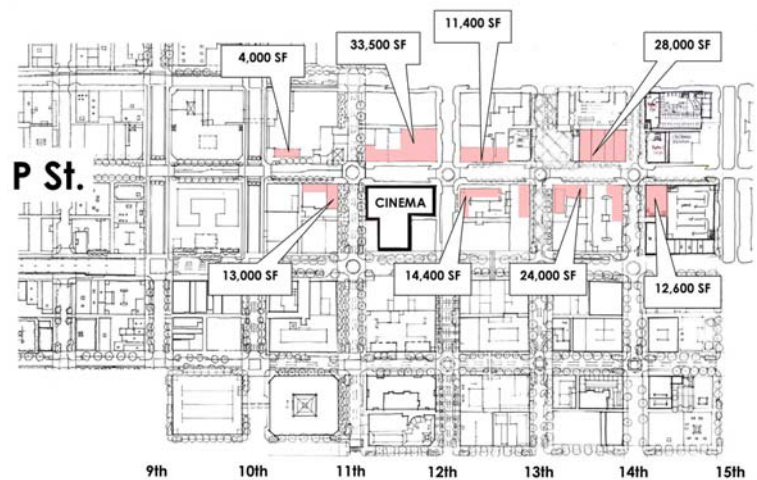 11,400 SF
33,500 SF
28,000 SF
4,000 SF
P St.
CINEMA
13,000 SF
14,400 SF
24,000 SF
12,600 SF
9th
10th
11th
12th
13th
14th
15th